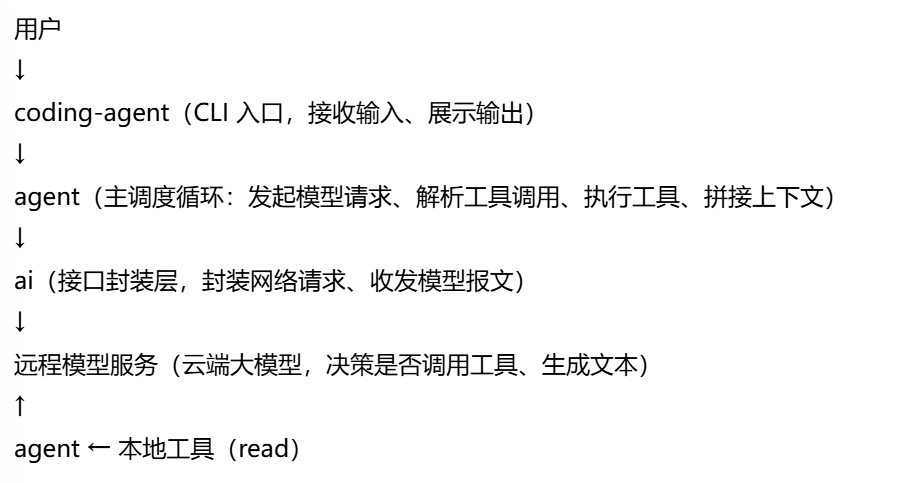 用户
↓
coding-agent（CLI 入口，接收输入、展示输出）
↓
agent（主调度循环：发起模型请求、解析工具调用、执行工具、拼接上下文）
↓
ai（接口封装层，封装网络请求、收发模型报文）
↓
远程模型服务（云端大模型，决策是否调用工具、生成文本）
↑
agent ← 本地工具（read）